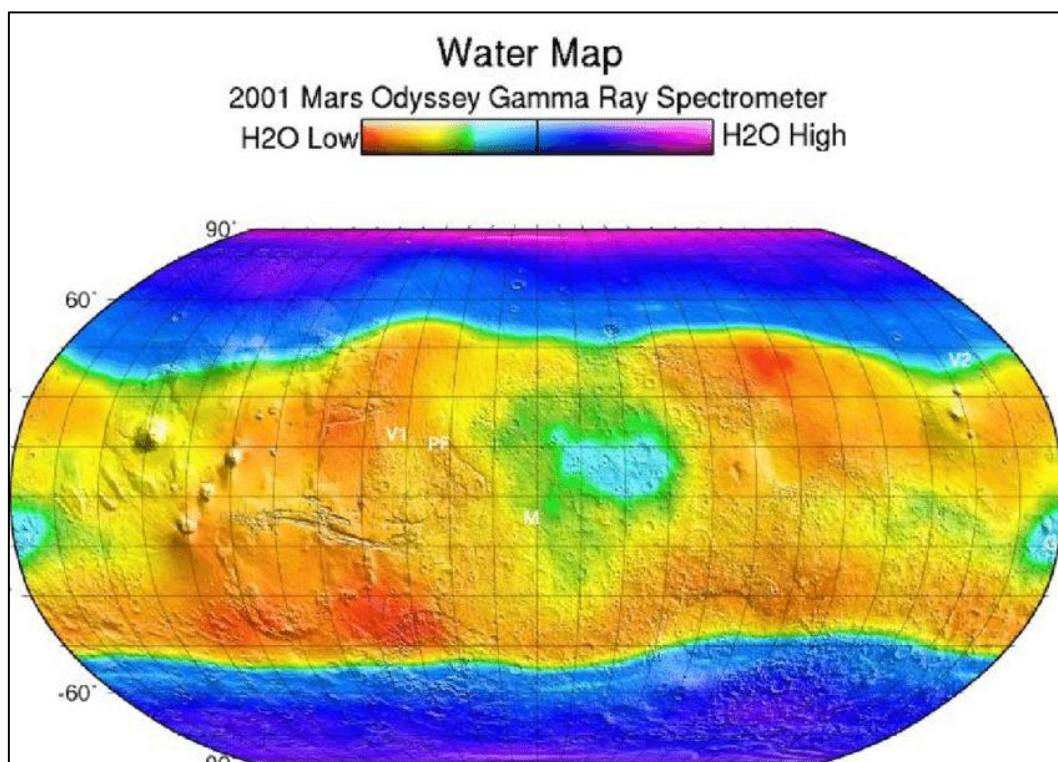 Water Map
2001 Mars Odyssey Gamma Ray Spectrometer
H2O Low H2O High
90°
60°
V2
V1
PF
M
-60°